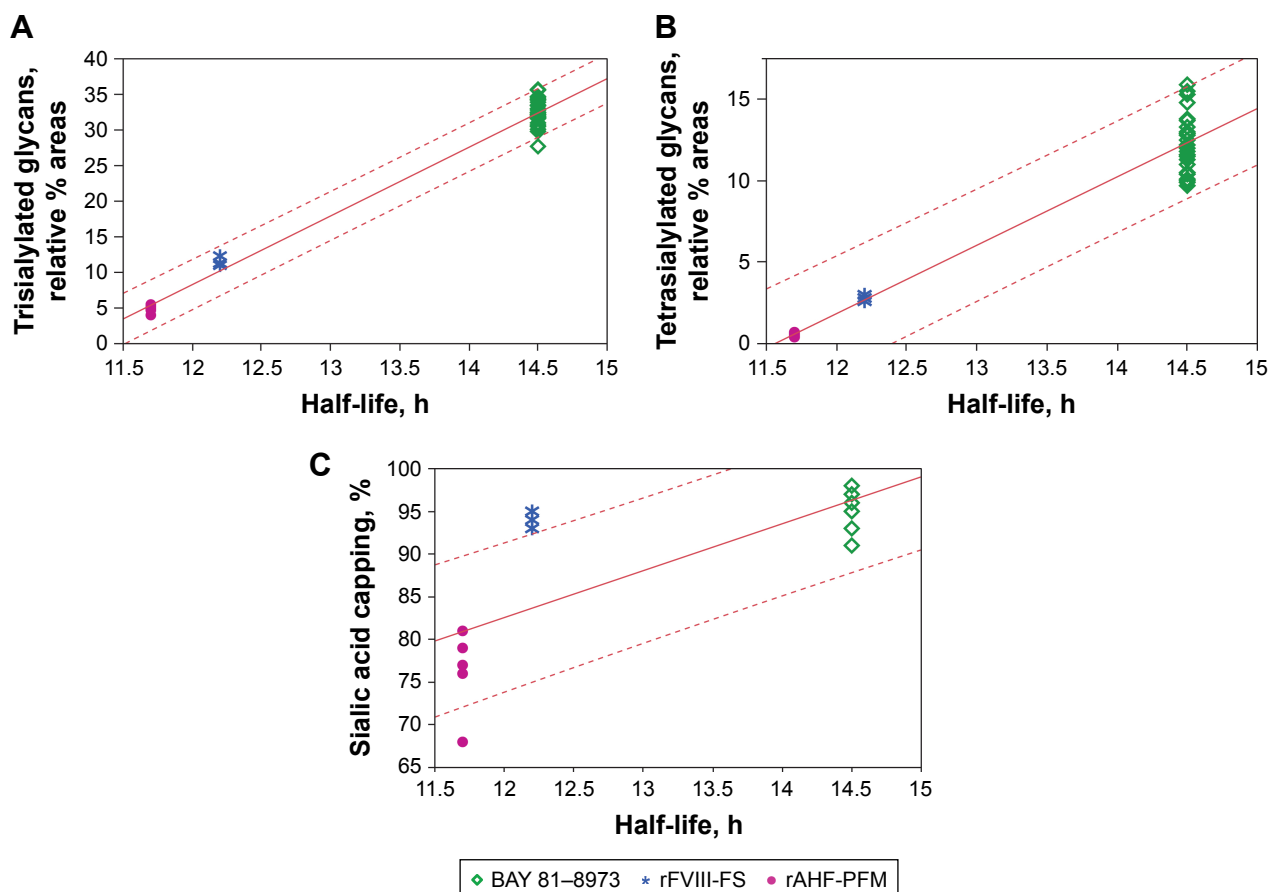 A
Trisialylated glycans,
relative % areas
40
35
30
25
20
15
10
5
0
11.5 12 12.5 13 13.5 14 14.5 15
Half-life, h
B
Tetrasialylated glycans,
relative % areas
15
10
5
0
11.5 12 12.5 13 13.5 14 14.5 15
Half-life, h
C
Sialic acid capping, %
100
95
90
85
80
75
70
65
11.5 12 12.5 13 13.5 14 14.5 15
Half-life, h
BAY 81–8973 rFVIII-FS rAHF-PFM